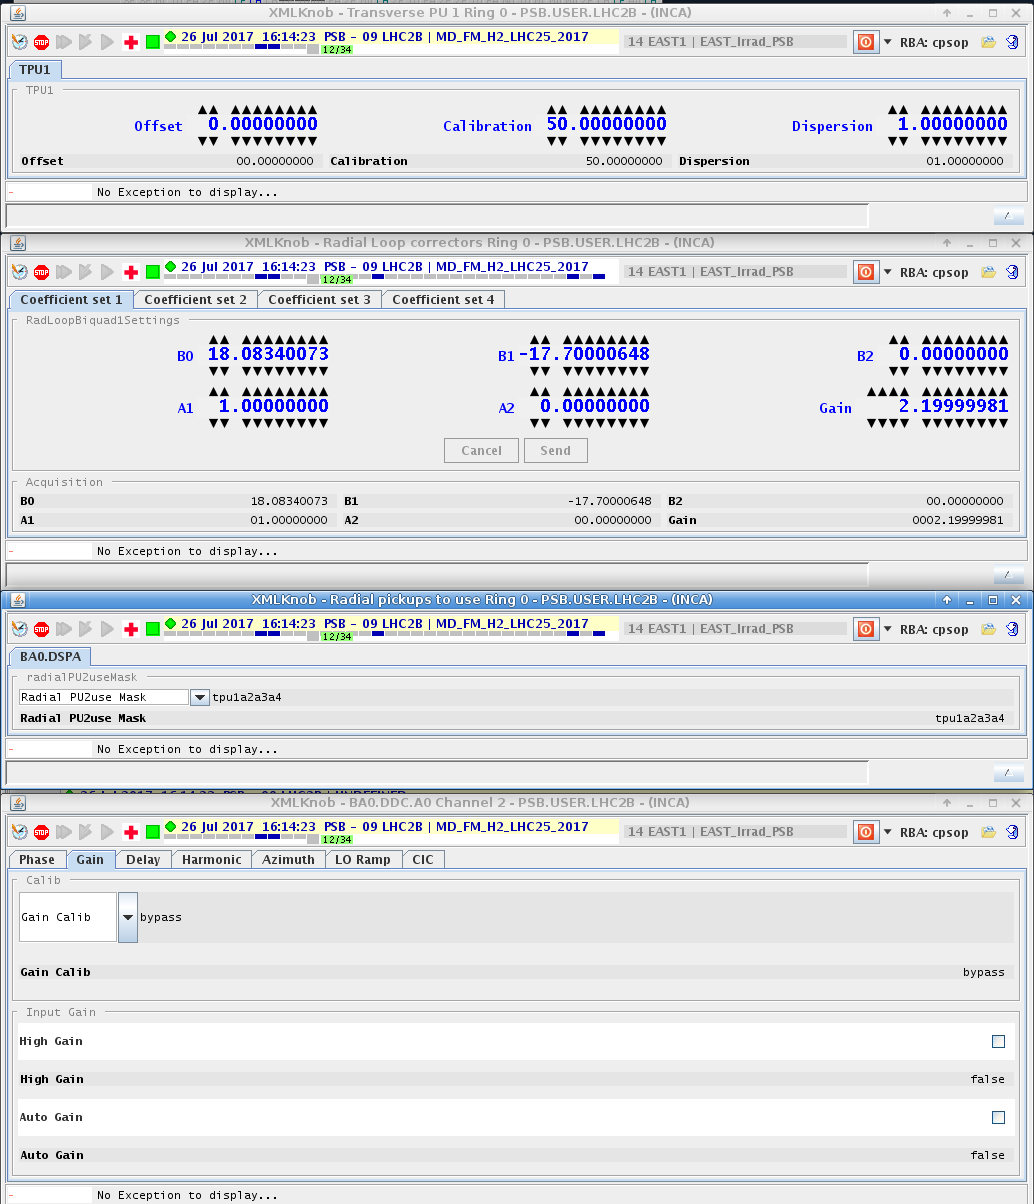 XMLKnob - Transverse PU 1 Ring 0 - PSB.USER.LHC2B - (INCA)
STOP 26 Jul 2017 16:14:23 PSB - 09 LHC2B | MD_FM_H2_LHC25_2017 12/34 14 EAST1 | EAST_Irrad_PSB RBA: cpsop
TPU1
TPU1
Offset 0.00000000 Calibration 50.00000000 Dispersion 1.00000000
Offset 00.00000000 Calibration 50.00000000 Dispersion 01.00000000
- No Exception to display...
XMLKnob - Radial Loop correctors Ring 0 - PSB.USER.LHC2B - (INCA)
STOP 26 Jul 2017 16:14:23 PSB - 09 LHC2B | MD_FM_H2_LHC25_2017 12/34 14 EAST1 | EAST_Irrad_PSB RBA: cpsop
Coefficient set 1 Coefficient set 2 Coefficient set 3 Coefficient set 4
RadLoopBiquad1Settings
B0 18.08340073 B1 -17.70000648 B2 0.00000000
A1 1.00000000 A2 0.00000000 Gain 2.19999981
Cancel Send
Acquisition
B0 18.08340073 B1 -17.70000648 B2 00.00000000
A1 01.00000000 A2 00.00000000 Gain 0002.19999981
- No Exception to display...
XMLKnob - Radial pickups to use Ring 0 - PSB.USER.LHC2B - (INCA)
STOP 26 Jul 2017 16:14:23 PSB - 09 LHC2B | MD_FM_H2_LHC25_2017 12/34 14 EAST1 | EAST_Irrad_PSB RBA: cpsop
BA0.DSPA
radialPU2useMask
Radial PU2use Mask tpu1a2a3a4
Radial PU2use Mask tpu1a2a3a4
- No Exception to display...
XMLKnob - BA0.DDC.A0 Channel 2 - PSB.USER.LHC2B - (INCA)
STOP 26 Jul 2017 16:14:23 PSB - 09 LHC2B | MD_FM_H2_LHC25_2017 12/34 14 EAST1 | EAST_Irrad_PSB RBA: cpsop
Phase Gain Delay Harmonic Azimuth LO Ramp CIC
Calib
Gain Calib bypass
Gain Calib bypass
Input Gain
High Gain
High Gain false
Auto Gain
Auto Gain false
- No Exception to display...